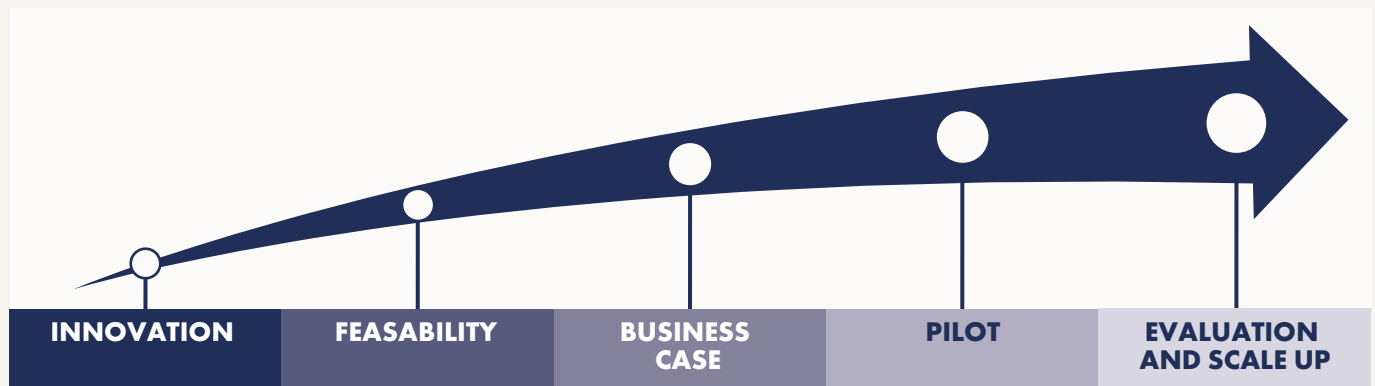 INNOVATION
FEASABILITY
BUSINESS
CASE
PILOT
EVALUATION
AND SCALE UP